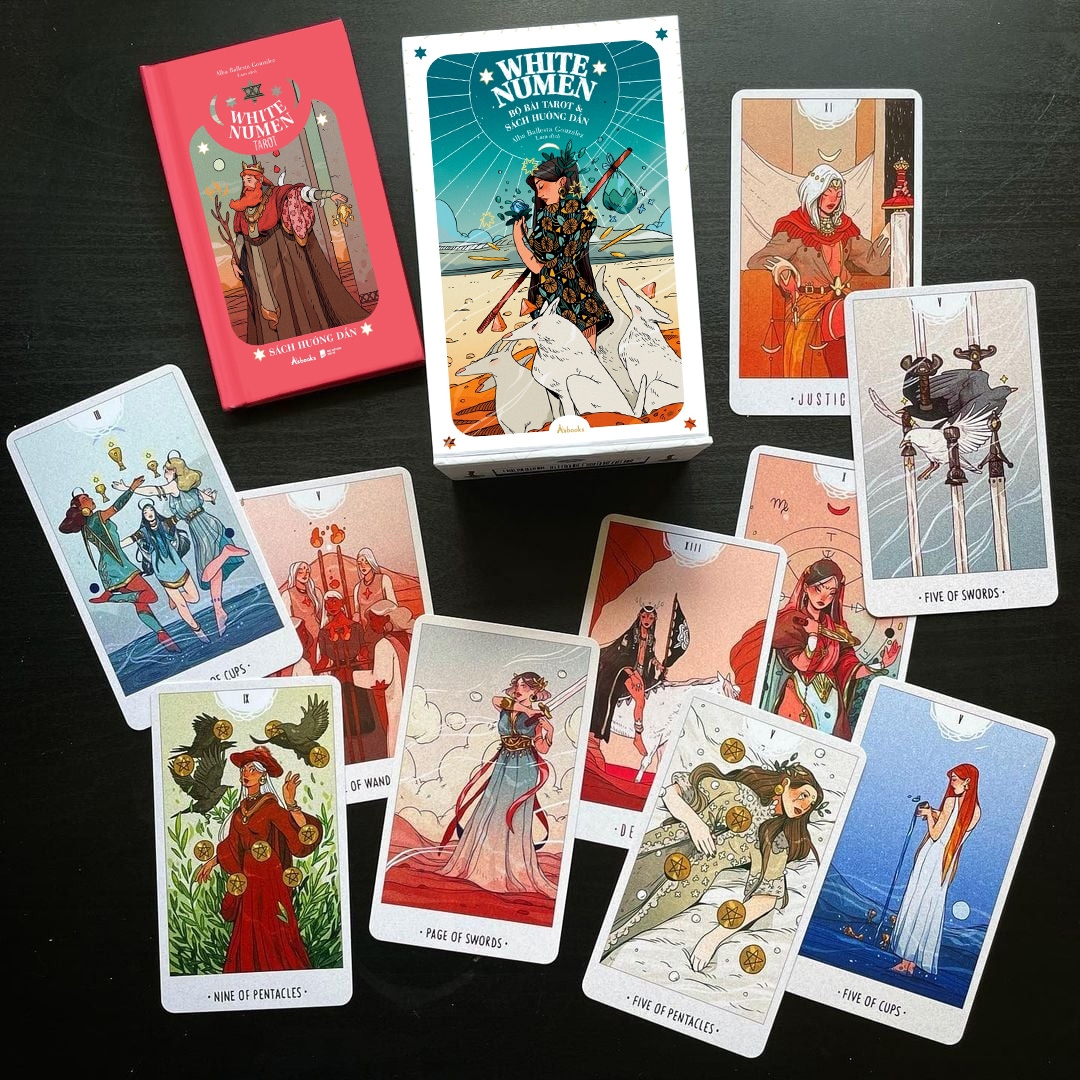 Alba Ballesta González
WHITE
NUMEN
TAROT
SÁCH HƯỚNG DẪN
Azbooks
WHITE
NUMEN
BỘ BÀI TAROT &
SÁCH HƯỚNG DẪN
Alba Ballesta González
Azbooks
XI
JUSTIC
V
· FIVE OF SWORDS ·
III
OF CUPS ·
V
OF WAND
XIII
· DE
IX
· NINE OF PENTACLES ·
· PAGE OF SWORDS ·
V
· FIVE OF PENTACLES ·
V
· FIVE OF CUPS ·